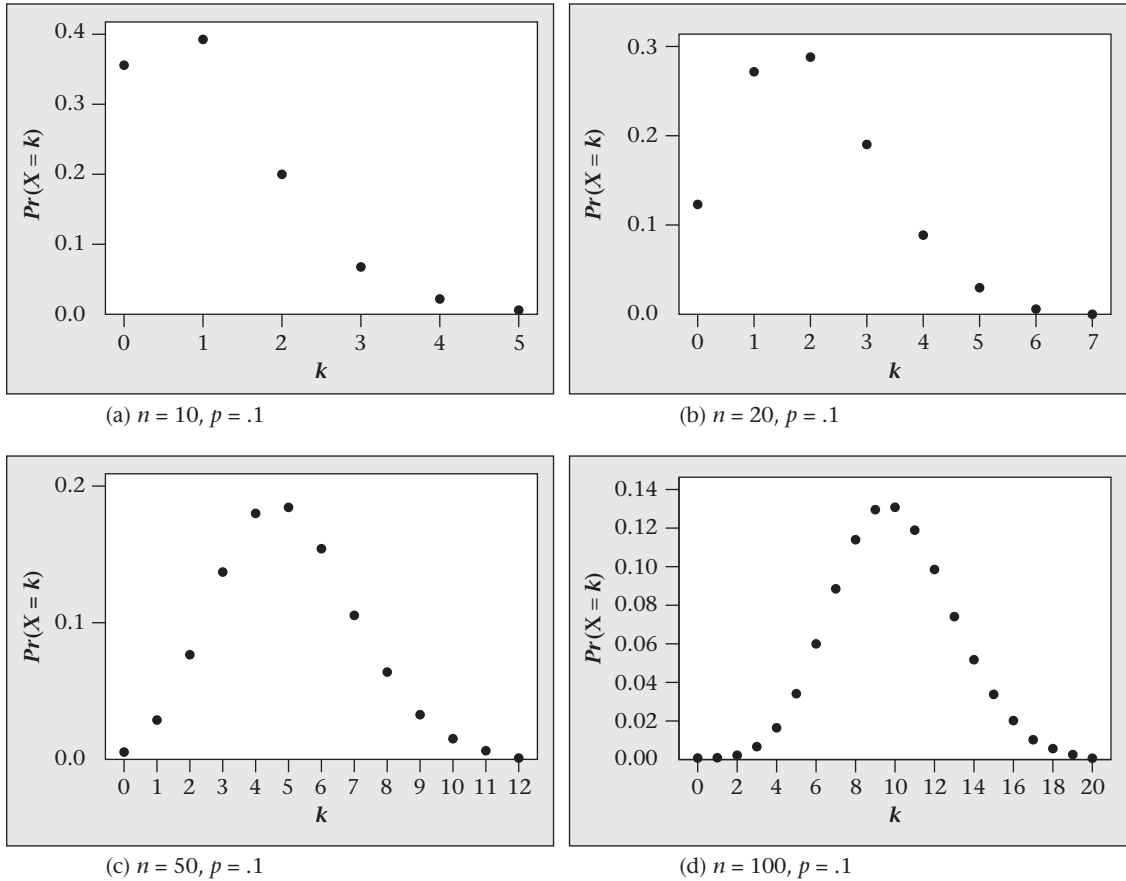 0.4
0.3
0.2
0.1
0.0
Pr(X = k)
0 1 2 3 4 5
k
(a) n = 10, p = .1
0.3
0.2
0.1
0.0
Pr(X = k)
0 1 2 3 4 5 6 7
k
(b) n = 20, p = .1
0.2
0.1
0.0
Pr(X = k)
0 1 2 3 4 5 6 7 8 9 10 11 12
k
(c) n = 50, p = .1
0.14
0.12
0.10
0.08
0.06
0.04
0.02
0.00
Pr(X = k)
0 2 4 6 8 10 12 14 16 18 20
k
(d) n = 100, p = .1